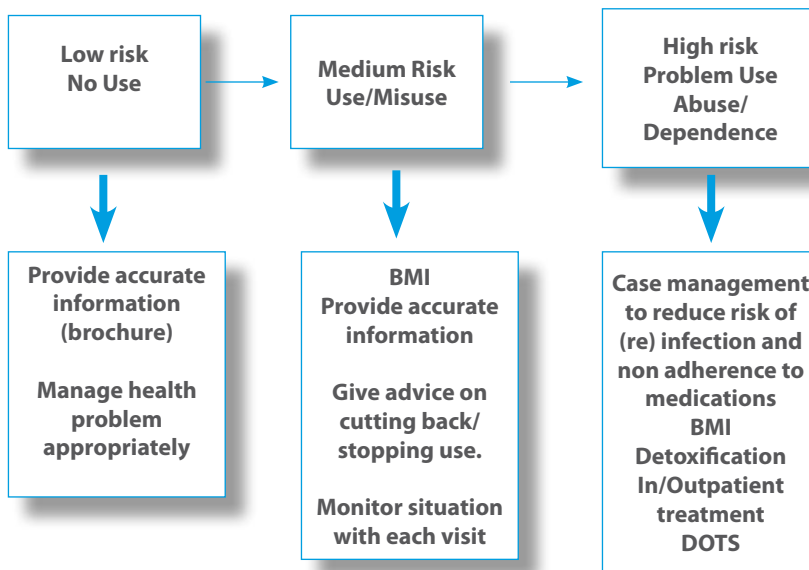 Low risk
No Use
Medium Risk
Use/Misuse
High risk
Problem Use
Abuse/
Dependence
Provide accurate
information
(brochure)
Manage health
problem
appropriately
BMI
Provide accurate
information
Give advice on
cutting back/
stopping use.
Monitor situation
with each visit
Case management
to reduce risk of
(re) infection and
non adherence to
medications
BMI
Detoxification
In/Outpatient
treatment
DOTS